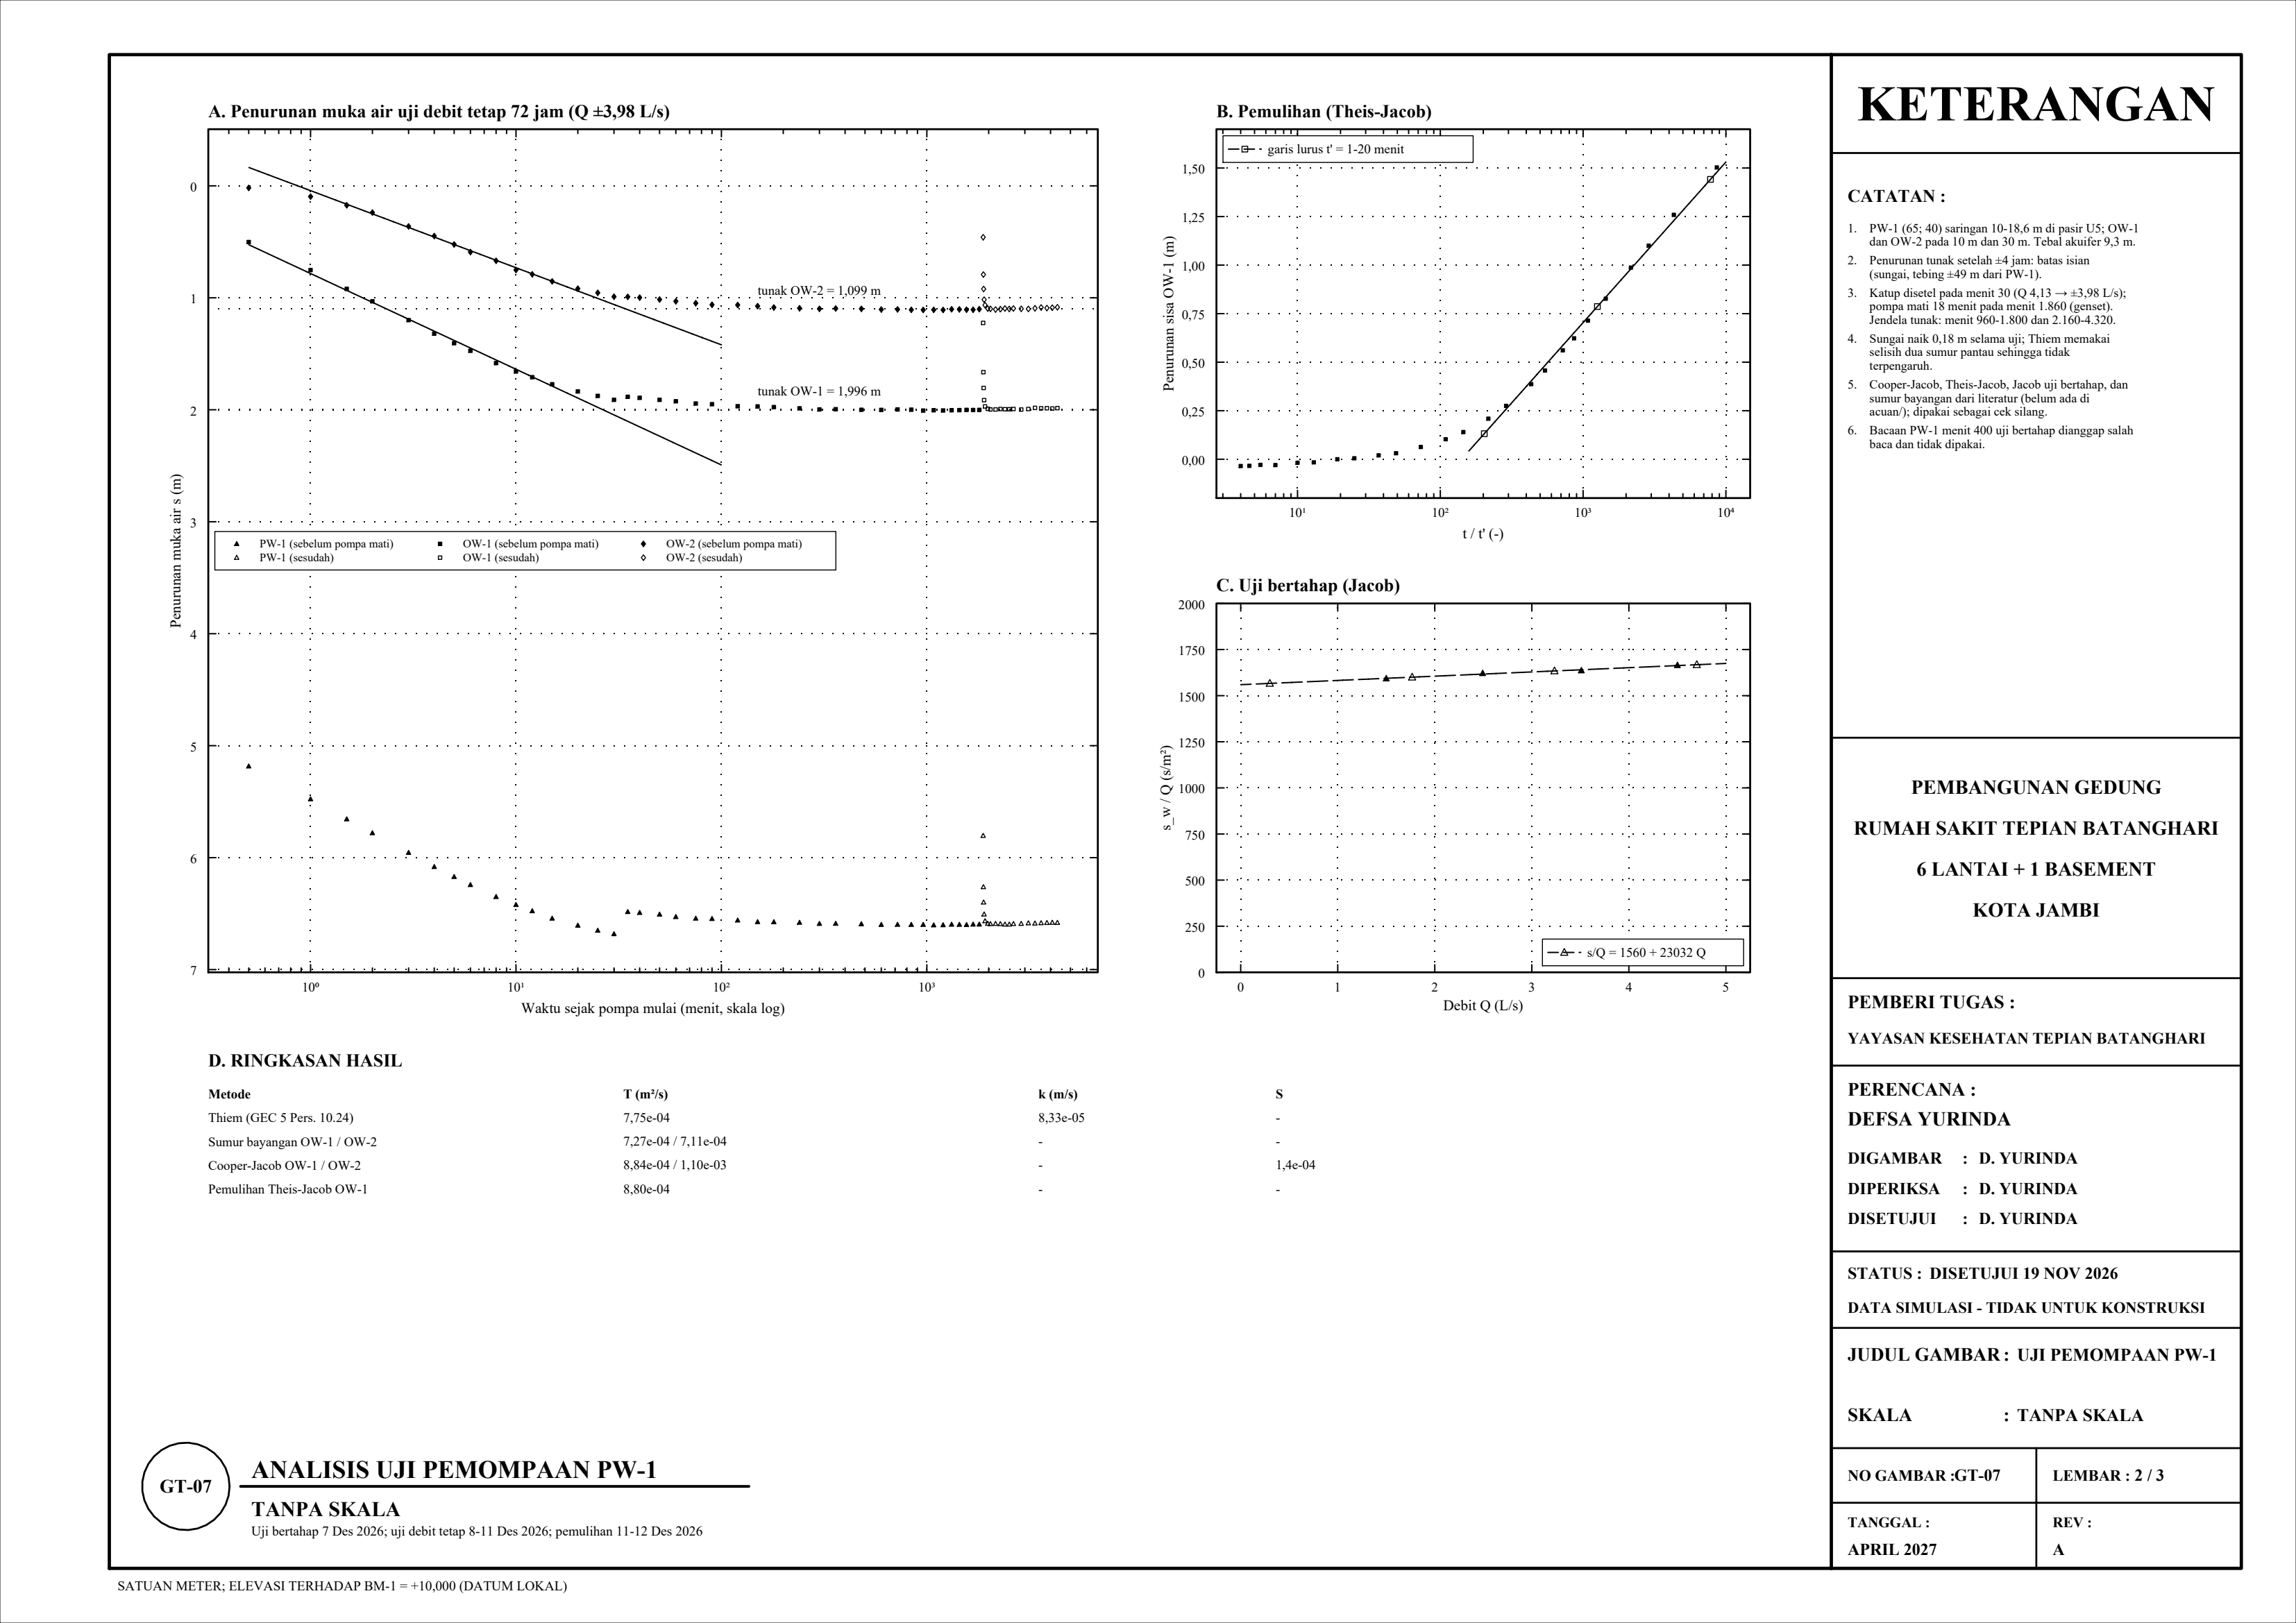 A. Penurunan muka air uji debit tetap 72 jam (Q ±3,98 L/s)
Penurunan muka air s (m)
0
1
2
3
4
5
6
7
tunak OW-2 = 1,099 m
tunak OW-1 = 1,996 m
PW-1 (sebelum pompa mati)
OW-1 (sebelum pompa mati)
OW-2 (sebelum pompa mati)
PW-1 (sesudah)
OW-1 (sesudah)
OW-2 (sesudah)
10⁰
10¹
10²
10³
Waktu sejak pompa mulai (menit, skala log)
B. Pemulihan (Theis-Jacob)
garis lurus t' = 1-20 menit
Penurunan sisa OW-1 (m)
1,50
1,25
1,00
0,75
0,50
0,25
0,00
10¹
10²
10³
10⁴
t / t' (-)
C. Uji bertahap (Jacob)
s_w / Q (s/m²)
2000
1750
1500
1250
1000
750
500
250
0
s/Q = 1560 + 23032 Q
0
1
2
3
4
5
Debit Q (L/s)
D. RINGKASAN HASIL
Metode T (m²/s) k (m/s) S
Thiem (GEC 5 Pers. 10.24) 7,75e-04 8,33e-05 -
Sumur bayangan OW-1 / OW-2 7,27e-04 / 7,11e-04 - -
Cooper-Jacob OW-1 / OW-2 8,84e-04 / 1,10e-03 - 1,4e-04
Pemulihan Theis-Jacob OW-1 8,80e-04 - -
GT-07
ANALISIS UJI PEMOMPAAN PW-1
TANPA SKALA
Uji bertahap 7 Des 2026; uji debit tetap 8-11 Des 2026; pemulihan 11-12 Des 2026
SATUAN METER; ELEVASI TERHADAP BM-1 = +10,000 (DATUM LOKAL)
KETERANGAN
CATATAN :
1. PW-1 (65; 40) saringan 10-18,6 m di pasir U5; OW-1
dan OW-2 pada 10 m dan 30 m. Tebal akuifer 9,3 m.
2. Penurunan tunak setelah ±4 jam: batas isian
(sungai, tebing ±49 m dari PW-1).
3. Katup disetel pada menit 30 (Q 4,13 → ±3,98 L/s);
pompa mati 18 menit pada menit 1.860 (genset).
Jendela tunak: menit 960-1.800 dan 2.160-4.320.
4. Sungai naik 0,18 m selama uji; Thiem memakai
selisih dua sumur pantau sehingga tidak
terpengaruh.
5. Cooper-Jacob, Theis-Jacob, Jacob uji bertahap, dan
sumur bayangan dari literatur (belum ada di
acuan/); dipakai sebagai cek silang.
6. Bacaan PW-1 menit 400 uji bertahap dianggap salah
baca dan tidak dipakai.
PEMBANGUNAN GEDUNG
RUMAH SAKIT TEPIAN BATANGHARI
6 LANTAI + 1 BASEMENT
KOTA JAMBI
PEMBERI TUGAS :
YAYASAN KESEHATAN TEPIAN BATANGHARI
PERENCANA :
DEFSA YURINDA
DIGAMBAR : D. YURINDA
DIPERIKSA : D. YURINDA
DISETUJUI : D. YURINDA
STATUS : DISETUJUI 19 NOV 2026
DATA SIMULASI - TIDAK UNTUK KONSTRUKSI
JUDUL GAMBAR : UJI PEMOMPAAN PW-1
SKALA : TANPA SKALA
NO GAMBAR :GT-07
LEMBAR : 2 / 3
TANGGAL :
APRIL 2027
REV :
A